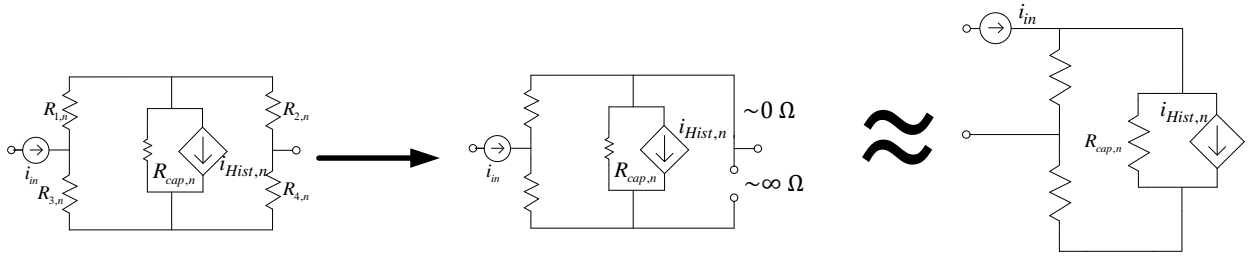 R1,n
R2,n
Rcap,n
iHist,n
iin
R3,n
R4,n
iHist,n
~0 Ω
Rcap,n
iin
~∞ Ω
≈
iin
iHist,n
Rcap,n